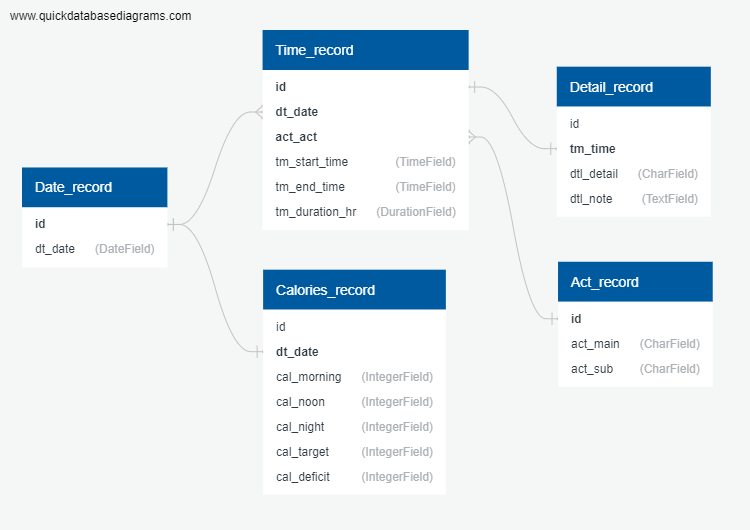 www.quickdatabasediagrams.com
Date_record
id
dt_date (DateField)
Time_record
id
dt_date
act_act
tm_start_time (TimeField)
tm_end_time (TimeField)
tm_duration_hr (DurationField)
Calories_record
id
dt_date
cal_morning (IntegerField)
cal_noon (IntegerField)
cal_night (IntegerField)
cal_target (IntegerField)
cal_deficit (IntegerField)
Detail_record
id
tm_time
dtl_detail (CharField)
dtl_note (TextField)
Act_record
id
act_main (CharField)
act_sub (CharField)